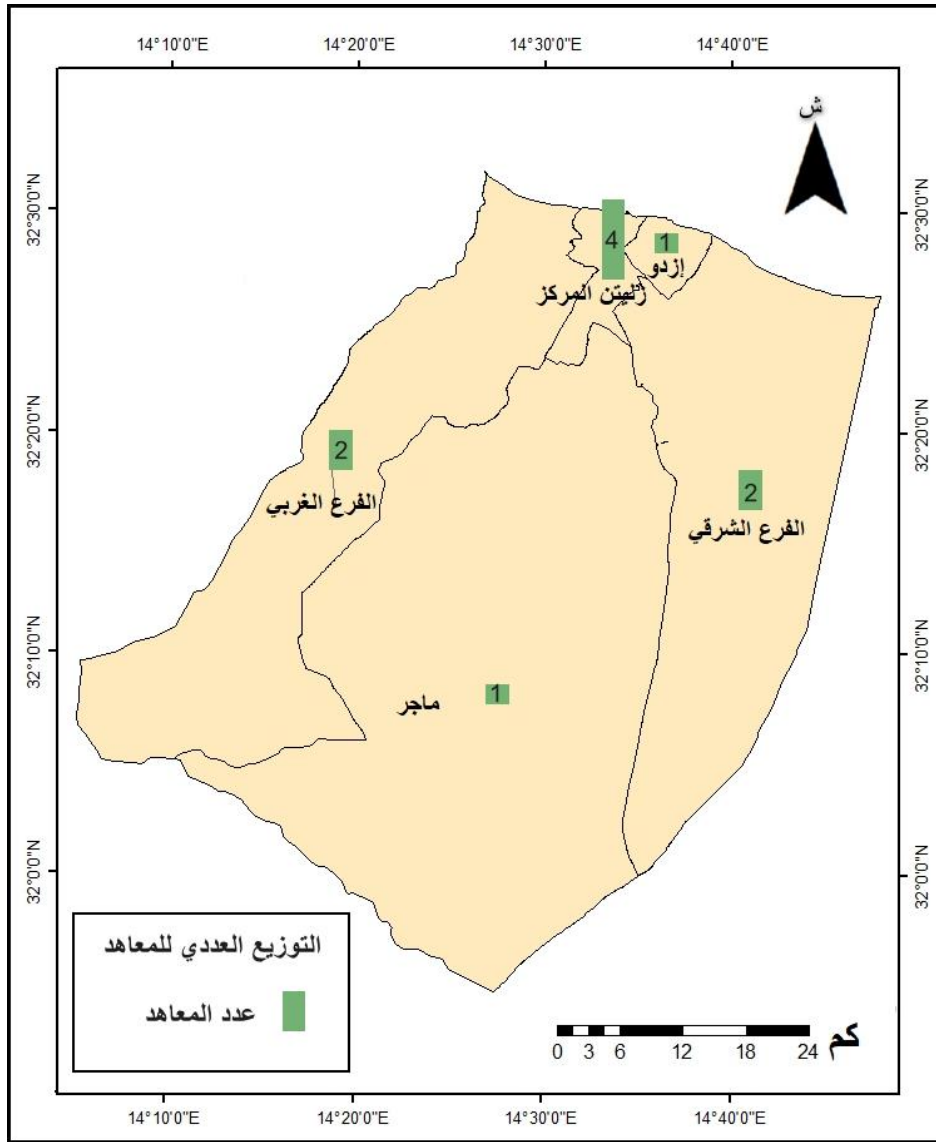 14°10'0"E 14°20'0"E 14°30'0"E 14°40'0"E
ش
32°30'0"N 32°30'0"N
4 1
إزدو
زليتن المركز
32°20'0"N 32°20'0"N
2
2
الفرع الغربي
الفرع الشرقي
32°10'0"N 32°10'0"N
1
ماجر
32°0'0"N 32°0'0"N
التوزيع العددي للمعاهد
عدد المعاهد
كم
0 3 6 12 18 24
14°10'0"E 14°20'0"E 14°30'0"E 14°40'0"E